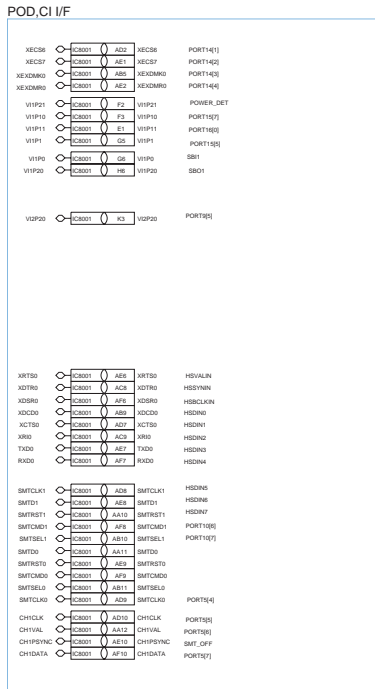 POD,CI I/F
XECS6 IC8001 AD2 XECS6 PORT14[1]
XECS7 IC8001 AE1 XECS7 PORT14[2]
XEXDMK0 IC8001 AB5 XEXDMK0 PORT14[3]
XEXDMR0 IC8001 AE2 XEXDMR0 PORT14[4]
VI1P21 IC8001 F2 VI1P21 POWER_DET
VI1P10 IC8001 F3 VI1P10 PORT15[7]
VI1P11 IC8001 E1 VI1P11 PORT16[0]
VI1P1 IC8001 G5 VI1P1 PORT15[5]
VI1P0 IC8001 G6 VI1P0 SBI1
VI1P20 IC8001 H6 VI1P20 SBO1
VI2P20 IC8001 K3 VI2P20 PORT9[5]
XRTS0 IC8001 AE6 XRTS0 HSVALIN
XDTR0 IC8001 AC8 XDTR0 HSSYNIN
XDSR0 IC8001 AF6 XDSR0 HSBCLKIN
XDCD0 IC8001 AB9 XDCD0 HSDIN0
XCTS0 IC8001 AD7 XCTS0 HSDIN1
XRI0 IC8001 AC9 XRI0 HSDIN2
TXD0 IC8001 AE7 TXD0 HSDIN3
RXD0 IC8001 AF7 RXD0 HSDIN4
SMTCLK1 IC8001 AD8 SMTCLK1 HSDIN5
SMTD1 IC8001 AE8 SMTD1 HSDIN6
SMTRST1 IC8001 AA10 SMTRST1 HSDIN7
SMTCMD1 IC8001 AF8 SMTCMD1 PORT10[6]
SMTSEL1 IC8001 AB10 SMTSEL1 PORT10[7]
SMTD0 IC8001 AA11 SMTD0
SMTRST0 IC8001 AE9 SMTRST0
SMTCMD0 IC8001 AF9 SMTCMD0
SMTSEL0 IC8001 AB11 SMTSEL0
SMTCLK0 IC8001 AD9 SMTCLK0 PORT5[4]
CH1CLK IC8001 AD10 CH1CLK PORT5[5]
CH1VAL IC8001 AA12 CH1VAL PORT5[6]
CH1PSYNC IC8001 AE10 CH1PSYNC SMT_OFF
CH1DATA IC8001 AF10 CH1DATA PORT5[7]